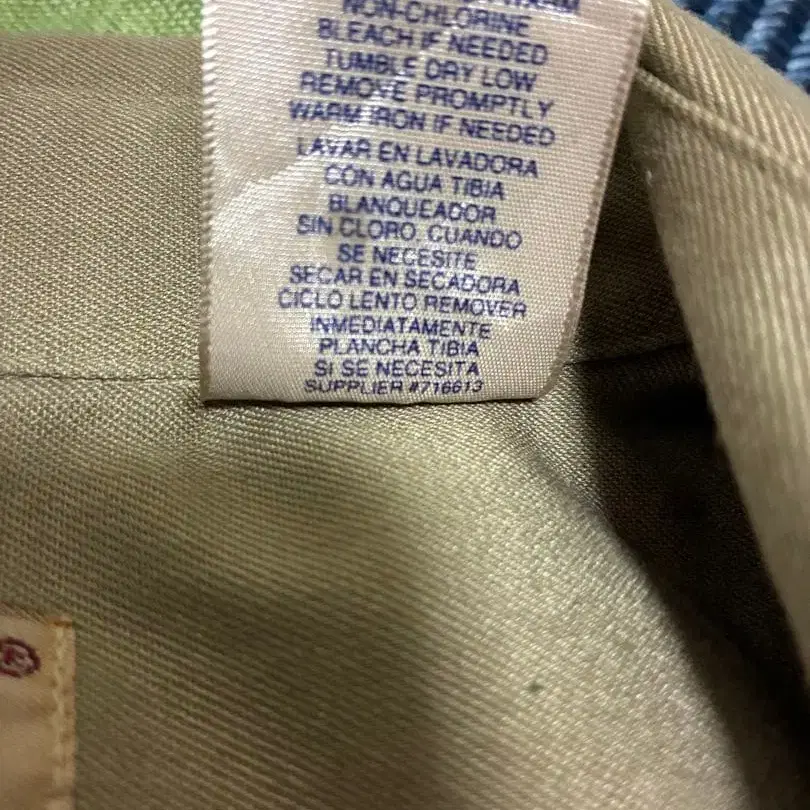 NON-CHLORINE
BLEACH IF NEEDED
TUMBLE DRY LOW
REMOVE PROMPTLY
WARM IRON IF NEEDED
LAVAR EN LAVADORA
CON AGUA TIBIA
BLANQUEADOR
SIN CLORO, CUANDO
SE NECESITE
SECAR EN SECADORA
CICLO LENTO REMOVER
INMEDIATAMENTE
PLANCHA TIBIA
SI SE NECESITA
SUPPLIER #716613
®